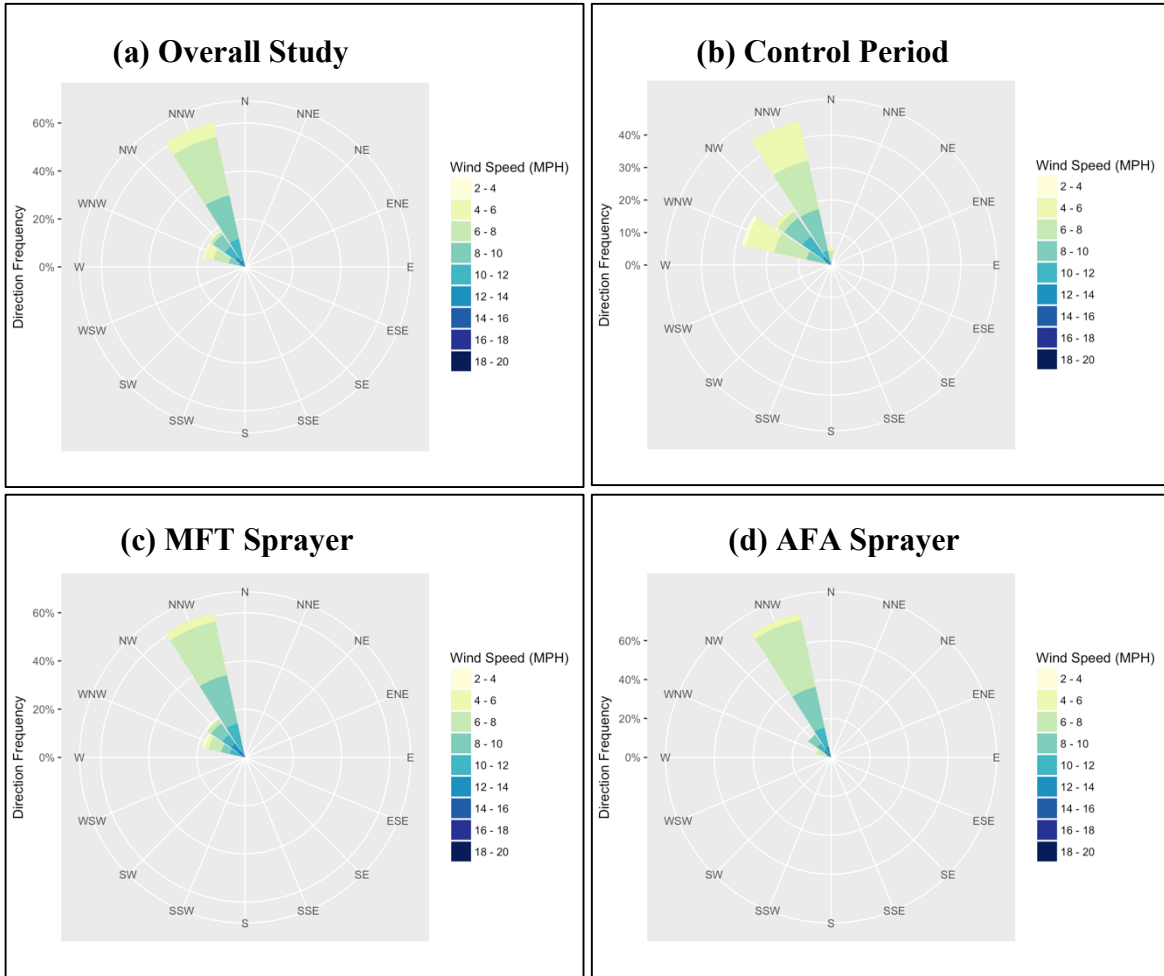 (a) Overall Study
N
NNW
NNE
60%
NW
NE
Wind Speed (MPH)
2 - 4
40%
4 - 6
WNW
ENE
6 - 8
20%
8 - 10
0%
W
E
10 - 12
12 - 14
Direction Frequency
14 - 16
WSW
ESE
16 - 18
18 - 20
SW
SE
SSW
SSE
S
(b) Control Period
N
NNW
NNE
40%
NW
NE
Wind Speed (MPH)
30%
2 - 4
20%
4 - 6
WNW
ENE
6 - 8
10%
8 - 10
0%
W
E
10 - 12
12 - 14
Direction Frequency
14 - 16
WSW
ESE
16 - 18
18 - 20
SW
SE
SSW
SSE
S
(c) MFT Sprayer
N
NNW
NNE
60%
NW
NE
Wind Speed (MPH)
2 - 4
40%
4 - 6
WNW
ENE
6 - 8
20%
8 - 10
0%
W
E
10 - 12
12 - 14
Direction Frequency
14 - 16
WSW
ESE
16 - 18
18 - 20
SW
SE
SSW
SSE
S
(d) AFA Sprayer
N
NNW
NNE
60%
NW
NE
Wind Speed (MPH)
2 - 4
40%
4 - 6
WNW
ENE
6 - 8
20%
8 - 10
0%
W
E
10 - 12
12 - 14
Direction Frequency
14 - 16
WSW
ESE
16 - 18
18 - 20
SW
SE
SSW
SSE
S